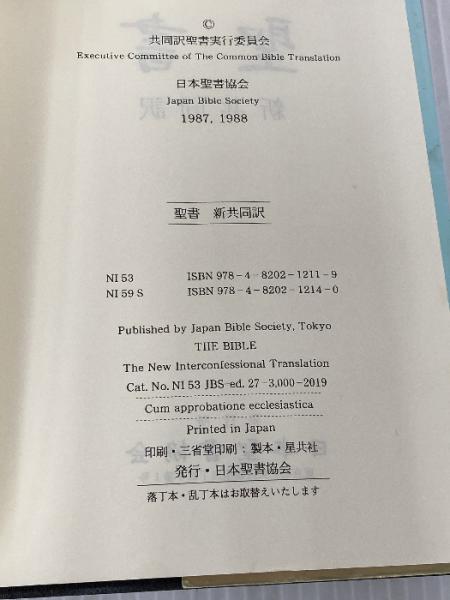 ©
共同訳聖書実行委員会
Executive Committee of The Common Bible Translation
日本聖書協会
Japan Bible Society
1987, 1988
聖書 新共同訳
NI 53 ISBN 978-4-8202-1211-9
NI 59 S ISBN 978-4-8202-1214-0
Published by Japan Bible Society, Tokyo
THE BIBLE
The New Interconfessional Translation
Cat. No. NI 53 JBS-ed. 27-3,000-2019
Cum approbatione ecclesiastica
Printed in Japan
印刷・三省堂印刷：製本・星共社
発行・日本聖書協会
落丁本・乱丁本はお取替えいたします